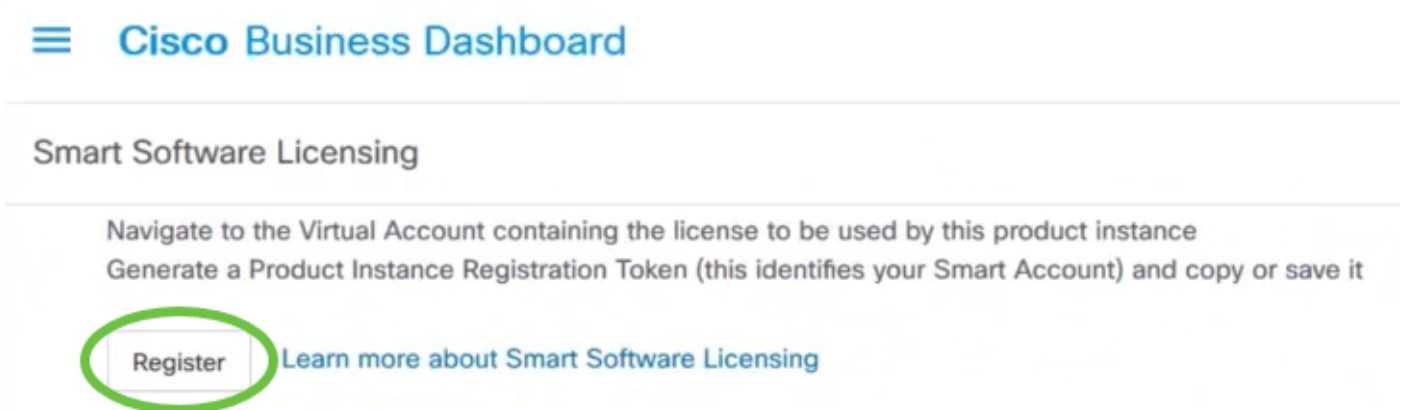 Cisco Business Dashboard
Smart Software Licensing
Navigate to the Virtual Account containing the license to be used by this product instance
Generate a Product Instance Registration Token (this identifies your Smart Account) and copy or save it
Register Learn more about Smart Software Licensing